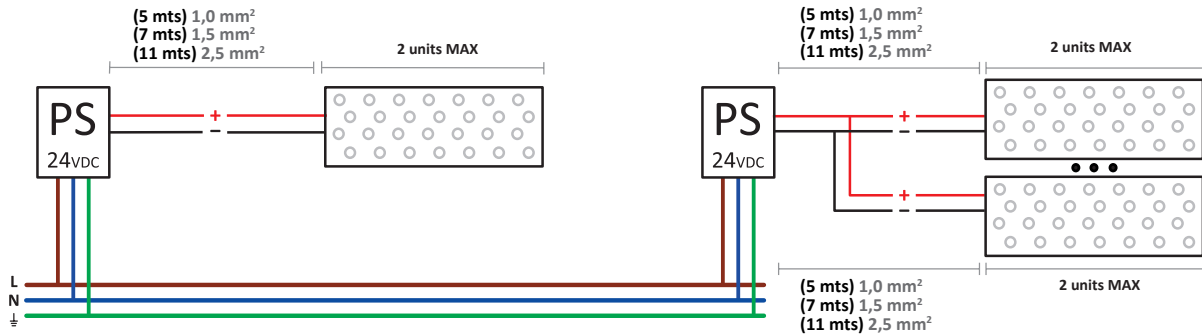 (5 mts) 1,0 mm²
(7 mts) 1,5 mm²
(11 mts) 2,5 mm²
2 units MAX
PS
24VDC
+
–
(5 mts) 1,0 mm²
(7 mts) 1,5 mm²
(11 mts) 2,5 mm²
2 units MAX
PS
24VDC
+
–
+
–
L
N
(5 mts) 1,0 mm²
(7 mts) 1,5 mm²
(11 mts) 2,5 mm²
2 units MAX